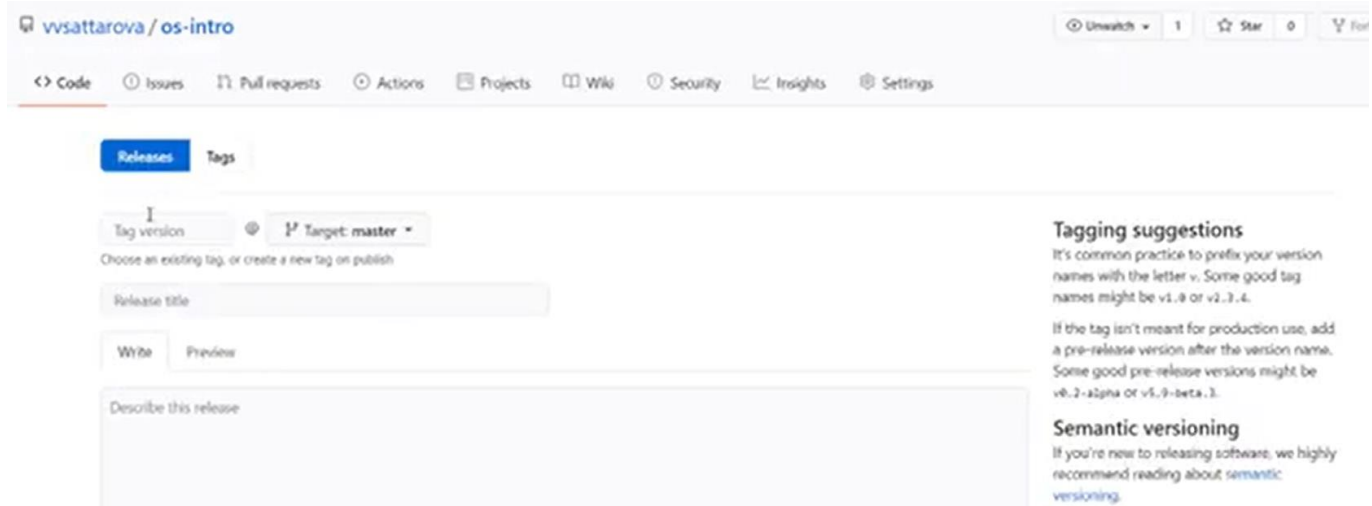 vvsattarova / os-intro
Unwatch 1 Star 0
Code Issues Pull requests Actions Projects Wiki Security Insights Settings
Releases Tags
Tag version @ Target: master
Choose an existing tag, or create a new tag on publish
Release title
Write Preview
Describe this release
Tagging suggestions
It's common practice to prefix your version
names with the letter v. Some good tag
names might be v1.0 or v2.3.4.
If the tag isn't meant for production use, add
a pre-release version after the version name.
Some good pre-release versions might be
v0.2-alpha or v5.9-beta.3.
Semantic versioning
If you're new to releasing software, we highly
recommend reading about semantic
versioning.